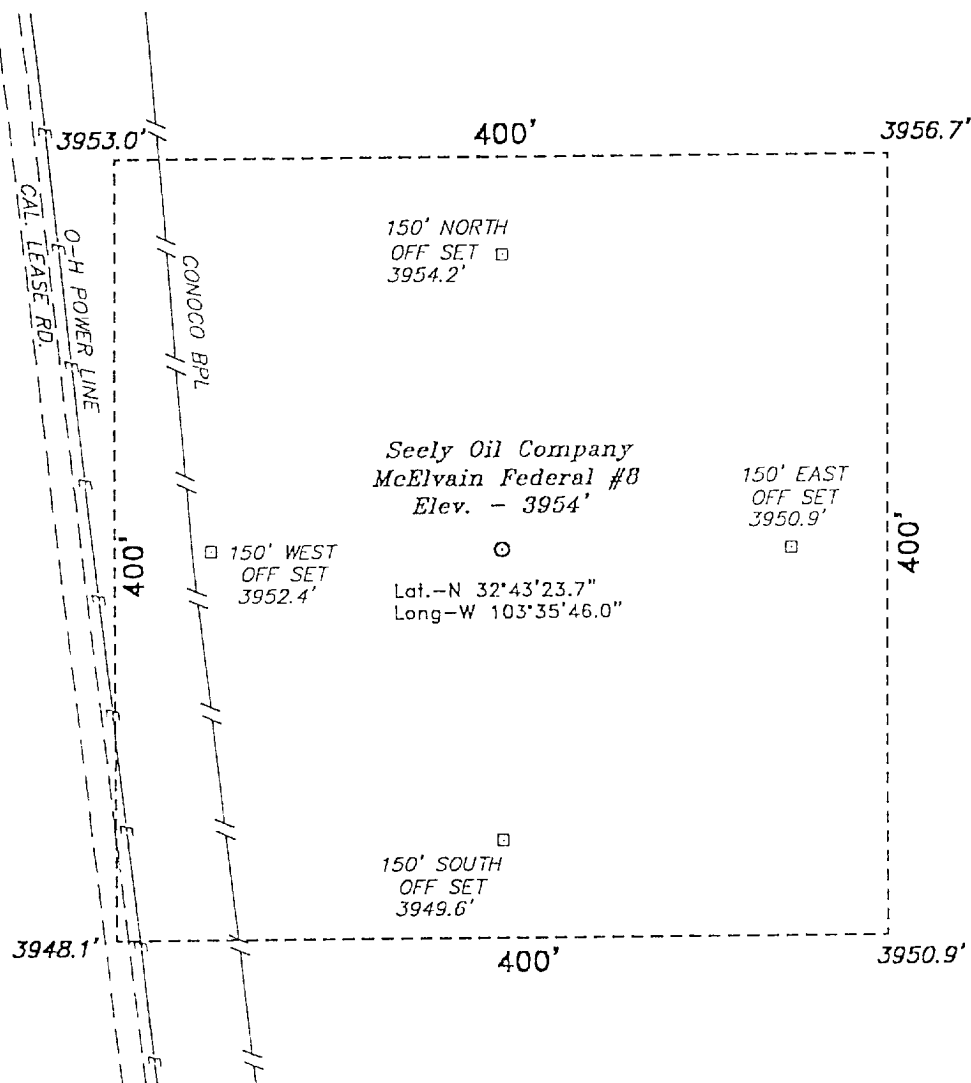 3953.0'
400'
3956.7'
150' NORTH
OFF SET
3954.2'
CAL. LEASE RD.
O-H POWER LINE
CONOCO BPL
Seely Oil Company
McElvain Federal #8
Elev. - 3954'
150' EAST
OFF SET
3950.9'
400'
400'
150' WEST
OFF SET
3952.4'
Lat.-N 32°43'23.7"
Long-W 103°35'46.0"
150' SOUTH
OFF SET
3949.6'
3948.1'
400'
3950.9'
E
E
E
E
E
E
E
E
E